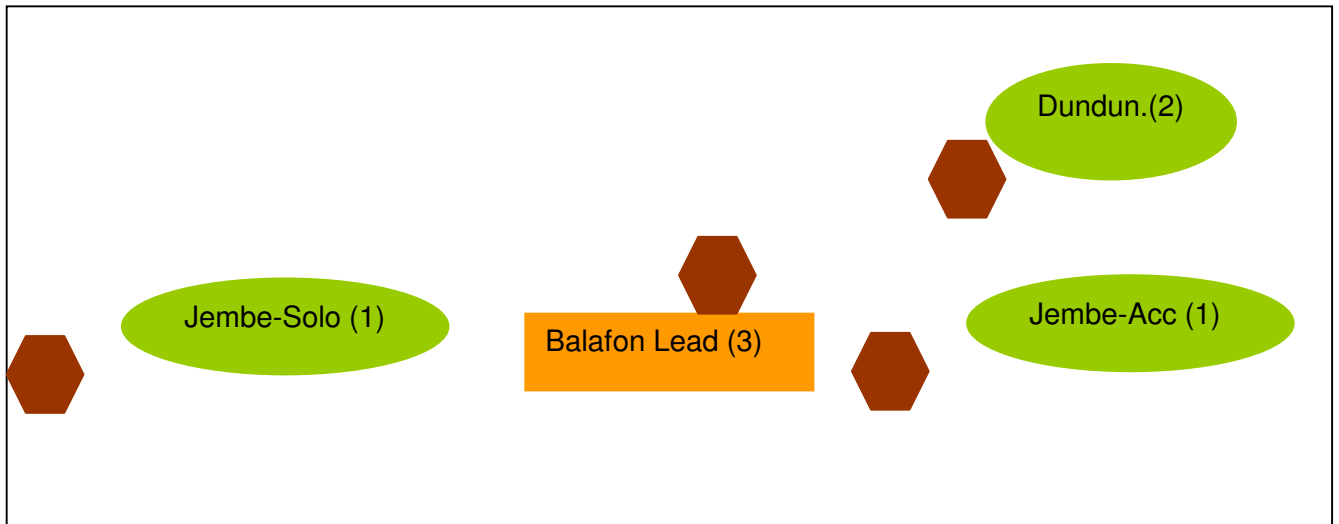 Dundun.(2)
Jembe-Solo (1)
Balafon Lead (3)
Jembe-Acc (1)